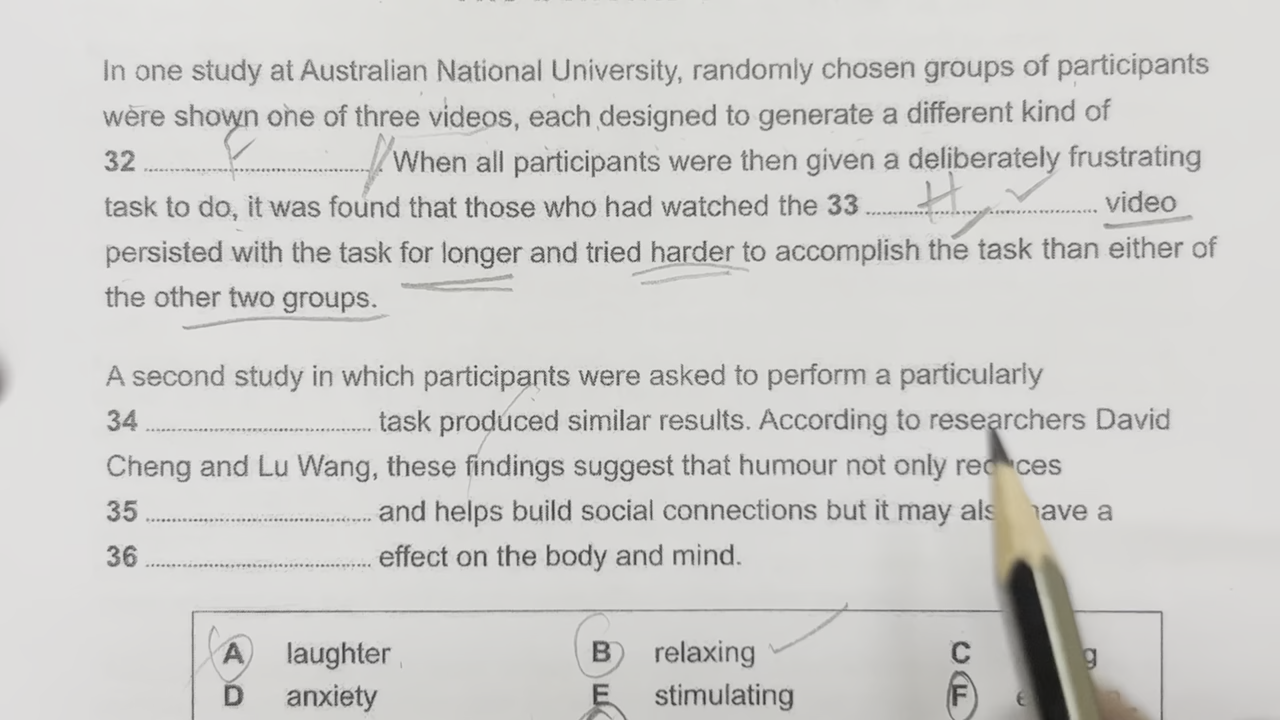 In one study at Australian National University, randomly chosen groups of participants
were shown one of three videos, each designed to generate a different kind of
32 .................................... F . When all participants were then given a deliberately frustrating
task to do, it was found that those who had watched the 33 .................................... H video
persisted with the task for longer and tried harder to accomplish the task than either of
the other two groups.
A second study in which participants were asked to perform a particularly
34 .................................... task produced similar results. According to researchers David
Cheng and Lu Wang, these findings suggest that humour not only
35 .................................... and helps build social connections but it may have a
36 .................................... effect on the body and mind.
A laughter B relaxing C
D anxiety E stimulating F